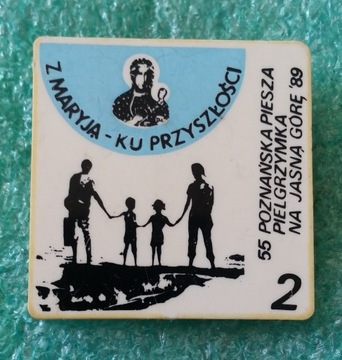 Z MARYJĄ - KU PRZYSZŁOŚCI
55 POZNAŃSKA PIESZA
PIELGRZYMKA
NA JASNĄ GÓRĘ '89
2